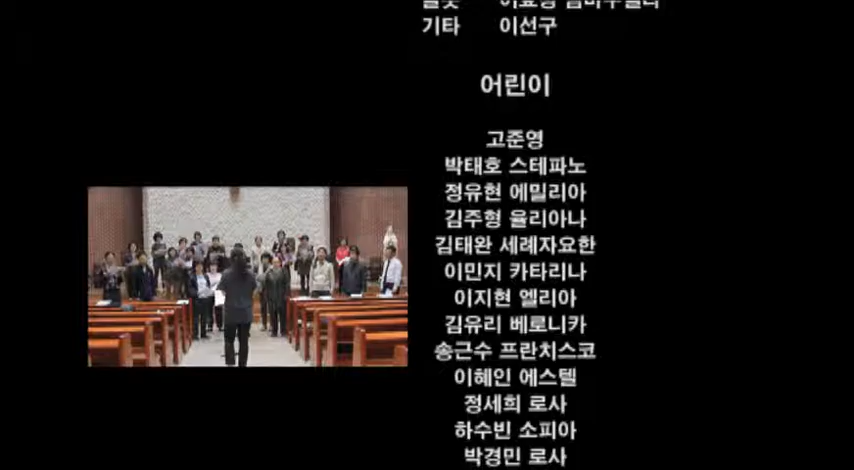 기타 이선구
어린이
고준영
박태호 스테파노
정유현 에밀리아
김주형 율리아나
김태완 세례자요한
이민지 카타리나
이지현 엘리아
김유리 베로니카
송근수 프란치스코
이혜인 에스텔
정세희 로사
하수빈 소피아
박경민 로사